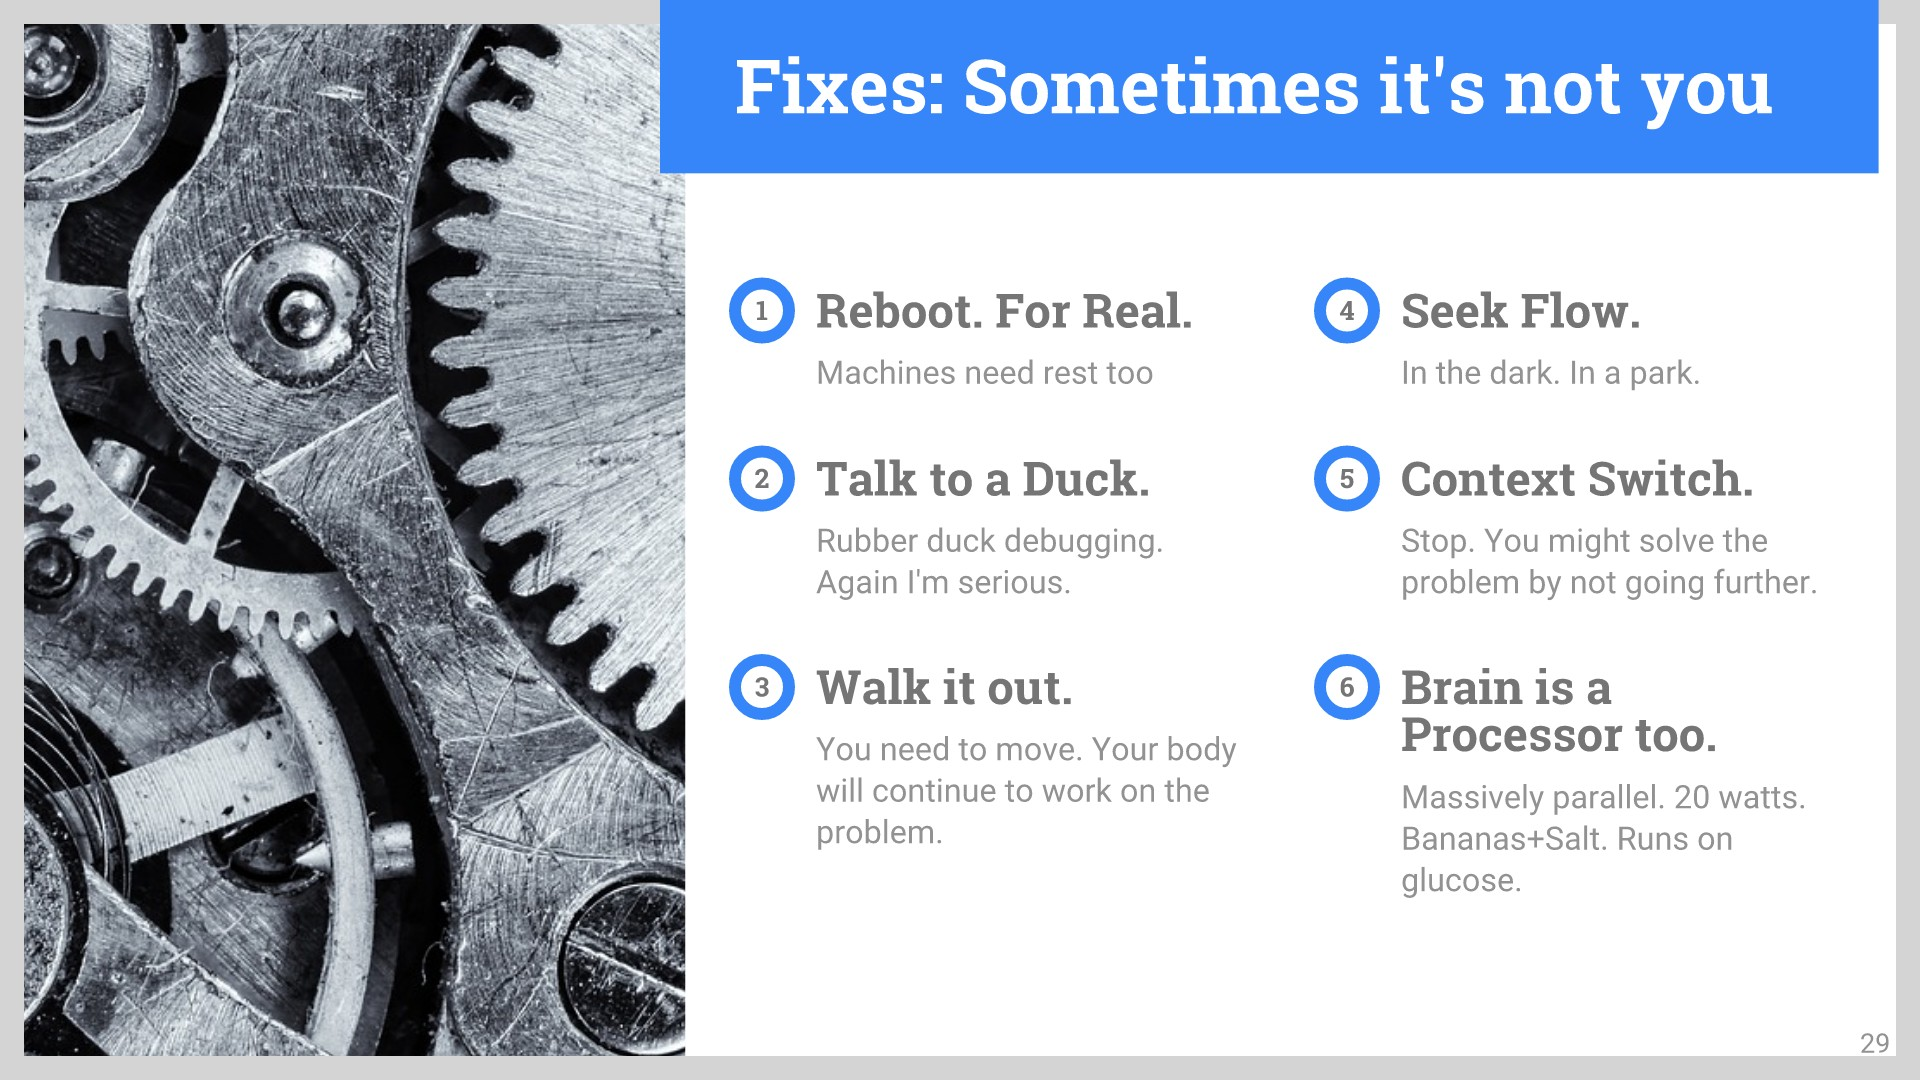 Fixes: Sometimes it's not you
1
Reboot. For Real.
Machines need rest too
2
Talk to a Duck.
Rubber duck debugging.
Again I'm serious.
3
Walk it out.
You need to move. Your body
will continue to work on the
problem.
4
Seek Flow.
In the dark. In a park.
5
Context Switch.
Stop. You might solve the
problem by not going further.
6
Brain is a
Processor too.
Massively parallel. 20 watts.
Bananas+Salt. Runs on
glucose.
29